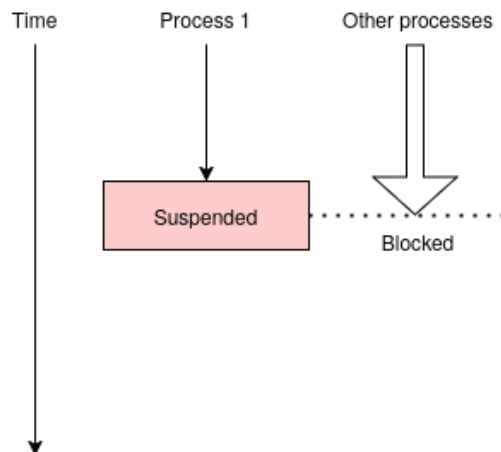 Time
Process 1
Other processes
Suspended
Blocked